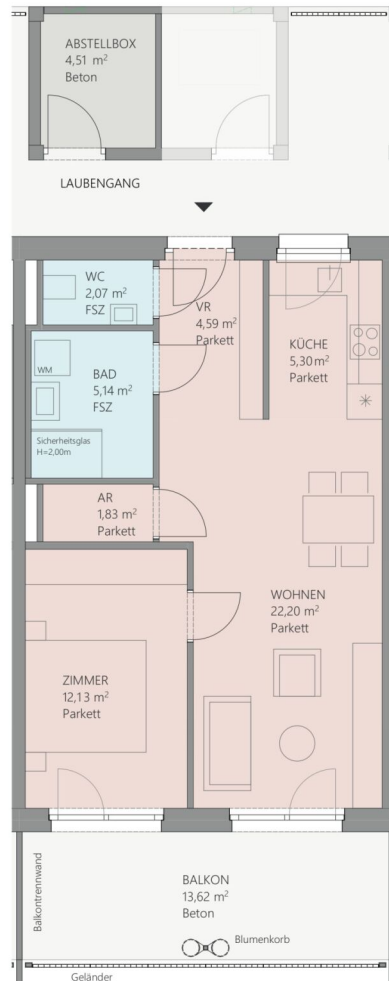 ABSTELLBOX
4,51 m²
Beton
LAUBENGANG
WC
2,07 m²
FSZ
VR
4,59 m²
Parkett
KÜCHE
5,30 m²
Parkett
WM
BAD
5,14 m²
FSZ
Sicherheitsglas
H=2,00m
AR
1,83 m²
Parkett
WOHNEN
22,20 m²
Parkett
ZIMMER
12,13 m²
Parkett
Balkontrennwand
BALKON
13,62 m²
Beton
Blumenkorb
Geländer